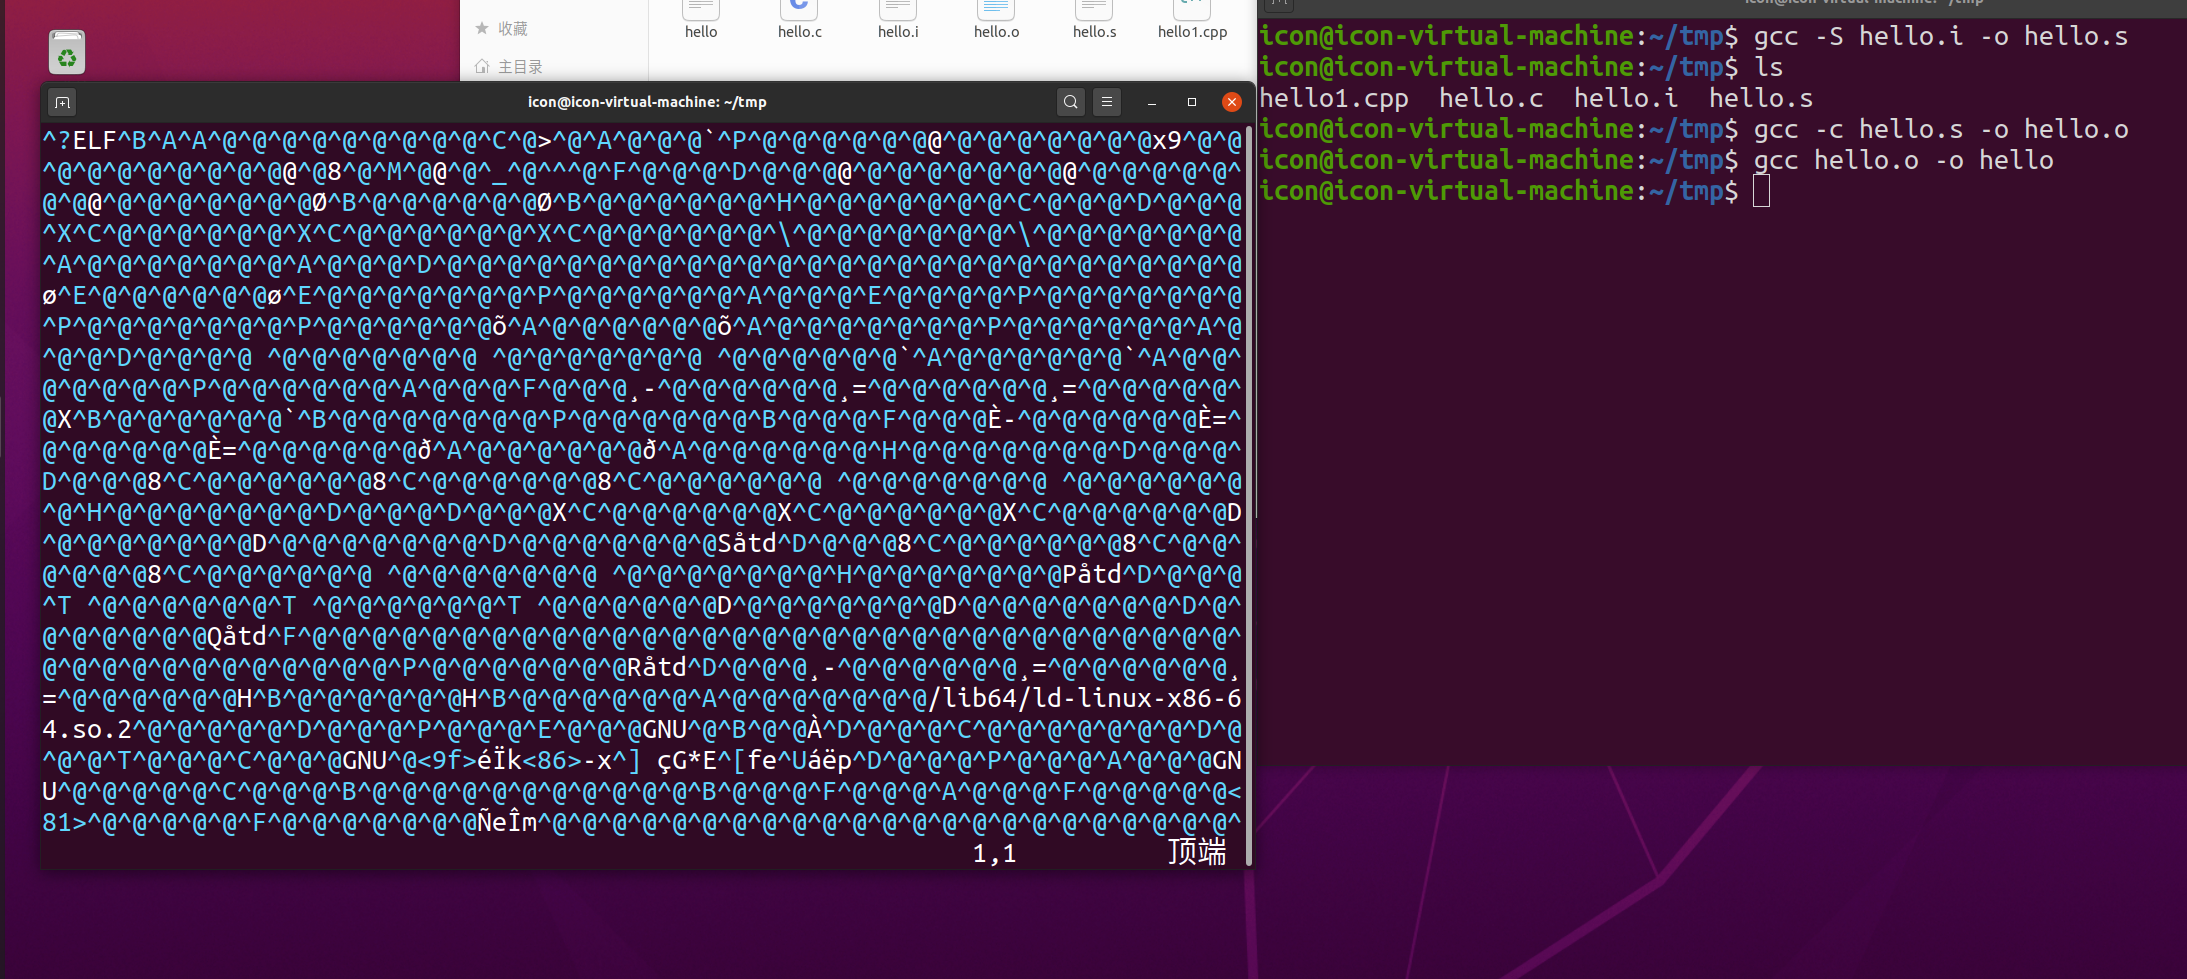 收藏
主目录
hello hello.c hello.i hello.o hello.s hello1.cpp
icon@icon-virtual-machine: ~/tmp
^?ELF^B^A^A^@^@^@^@^@^@^@^@^@^C^@>^@^A^@^@^@`^P^@^@^@^@^@^@@^@^@^@^@^@^@^@x9^@^@
^@^@^@^@^@^@^@^@@^@8^@^M^@@^@^_^@^^^@^F^@^@^@^D^@^@^@@^@^@^@^@^@^@^@@^@^@^@^@^@^
@^@@^@^@^@^@^@^@^@Ø^B^@^@^@^@^@^@Ø^B^@^@^@^@^@^@^H^@^@^@^@^@^@^@^C^@^@^@^D^@^@^@
^X^C^@^@^@^@^@^@^X^C^@^@^@^@^@^@^X^C^@^@^@^@^@^@^\^@^@^@^@^@^@^@^\^@^@^@^@^@^@^@
^A^@^@^@^@^@^@^@^A^@^@^@^D^@^@^@^@^@^@^@^@^@^@^@^@^@^@^@^@^@^@^@^@^@^@^@^@^@^@^@
ø^E^@^@^@^@^@^@ø^E^@^@^@^@^@^@^@^P^@^@^@^@^@^@^A^@^@^@^E^@^@^@^@^P^@^@^@^@^@^@^@
^P^@^@^@^@^@^@^P^@^@^@^@^@^@õ^A^@^@^@^@^@^@õ^A^@^@^@^@^@^@^@^P^@^@^@^@^@^@^A^@
^@^@^D^@^@^@^@ ^@^@^@^@^@^@^@ ^@^@^@^@^@^@^@ ^@^@^@^@^@^@`^A^@^@^@^@^@^@`^A^@^@^
@^@^@^@^@^P^@^@^@^@^@^@^A^@^@^@^F^@^@^@¸-^@^@^@^@^@^@¸=^@^@^@^@^@^@¸=^@^@^@^@^@^
@X^B^@^@^@^@^@^@`^B^@^@^@^@^@^@^@^P^@^@^@^@^@^@^B^@^@^@^F^@^@^@È-^@^@^@^@^@^@È=^
@^@^@^@^@^@È=^@^@^@^@^@^@ð^A^@^@^@^@^@^@ð^A^@^@^@^@^@^@^H^@^@^@^@^@^@^@^D^@^@^@^
D^@^@^@8^C^@^@^@^@^@^@8^C^@^@^@^@^@^@8^C^@^@^@^@^@^@ ^@^@^@^@^@^@^@ ^@^@^@^@^@^@
^@^H^@^@^@^@^@^@^@^D^@^@^@^D^@^@^@X^C^@^@^@^@^@^@X^C^@^@^@^@^@^@X^C^@^@^@^@^@^@D
^@^@^@^@^@^@^@D^@^@^@^@^@^@^@^D^@^@^@^@^@^@^@Såtd^D^@^@^@8^C^@^@^@^@^@^@8^C^@^@^
@^@^@^@8^C^@^@^@^@^@^@ ^@^@^@^@^@^@^@ ^@^@^@^@^@^@^@^H^@^@^@^@^@^@^@Påtd^D^@^@^@
^T ^@^@^@^@^@^@^T ^@^@^@^@^@^@^T ^@^@^@^@^@^@D^@^@^@^@^@^@^@D^@^@^@^@^@^@^@^D^@^
@^@^@^@^@^@Qåtd^F^@^@^@^@^@^@^@^@^@^@^@^@^@^@^@^@^@^@^@^@^@^@^@^@^@^@^@^@^@^@^@^
@^@^@^@^@^@^@^@^@^@^@^@^P^@^@^@^@^@^@^@Råtd^D^@^@^@¸-^@^@^@^@^@^@¸=^@^@^@^@^@^@¸
=^@^@^@^@^@^@H^B^@^@^@^@^@^@H^B^@^@^@^@^@^@^A^@^@^@^@^@^@^@/lib64/ld-linux-x86-6
4.so.2^@^@^@^@^@^D^@^@^@^P^@^@^@^E^@^@^@GNU^@^B^@^@À^D^@^@^@^C^@^@^@^@^@^@^@^D^@
^@^@^T^@^@^@^C^@^@^@GNU^@<9f>éÏk<86>-x^] çG*E^[fe^Uáëp^D^@^@^@^P^@^@^@^A^@^@^@GN
U^@^@^@^@^@^C^@^@^@^B^@^@^@^@^@^@^@^@^@^@^@^B^@^@^@^F^@^@^@^A^@^@^@^F^@^@^@^@^@<
81>^@^@^@^@^@^F^@^@^@^@^@^@^@ÑeÎm^@^@^@^@^@^@^@^@^@^@^@^@^@^@^@^@^@^@^@^@^@^@^@^
1,1 顶端
icon@icon-virtual-machine:~/tmp$ gcc -S hello.i -o hello.s
icon@icon-virtual-machine:~/tmp$ ls
hello1.cpp hello.c hello.i hello.s
icon@icon-virtual-machine:~/tmp$ gcc -c hello.s -o hello.o
icon@icon-virtual-machine:~/tmp$ gcc hello.o -o hello
icon@icon-virtual-machine:~/tmp$